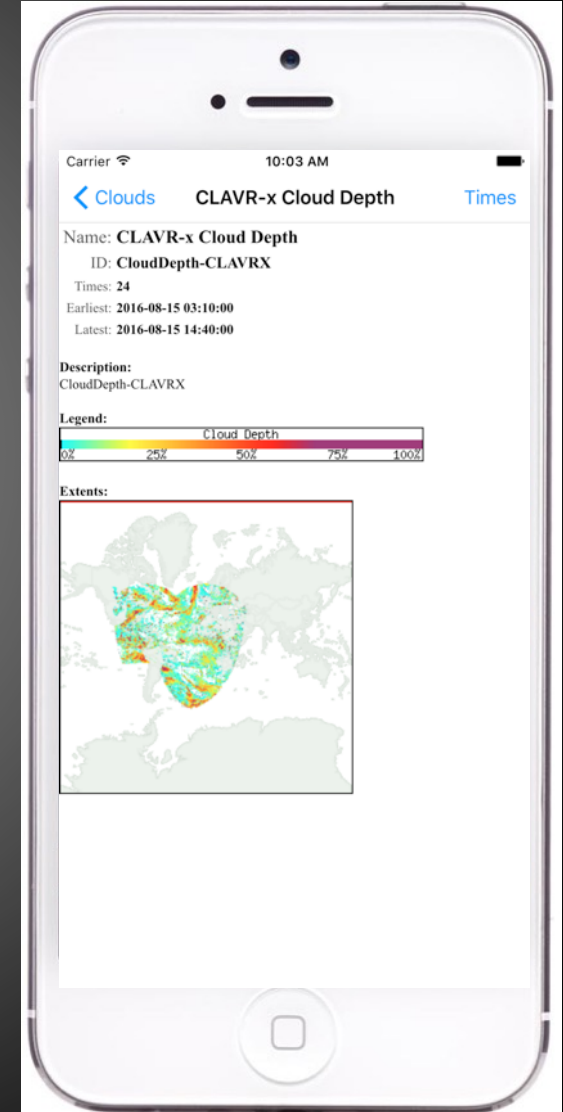 Carrier 10:03 AM
Clouds CLAVR-x Cloud Depth Times
Name: CLAVR-x Cloud Depth
ID: CloudDepth-CLAVRX
Times: 24
Earliest: 2016-08-15 03:10:00
Latest: 2016-08-15 14:40:00
Description:
CloudDepth-CLAVRX
Legend:
Cloud Depth
0% 25% 50% 75% 100%
Extents: